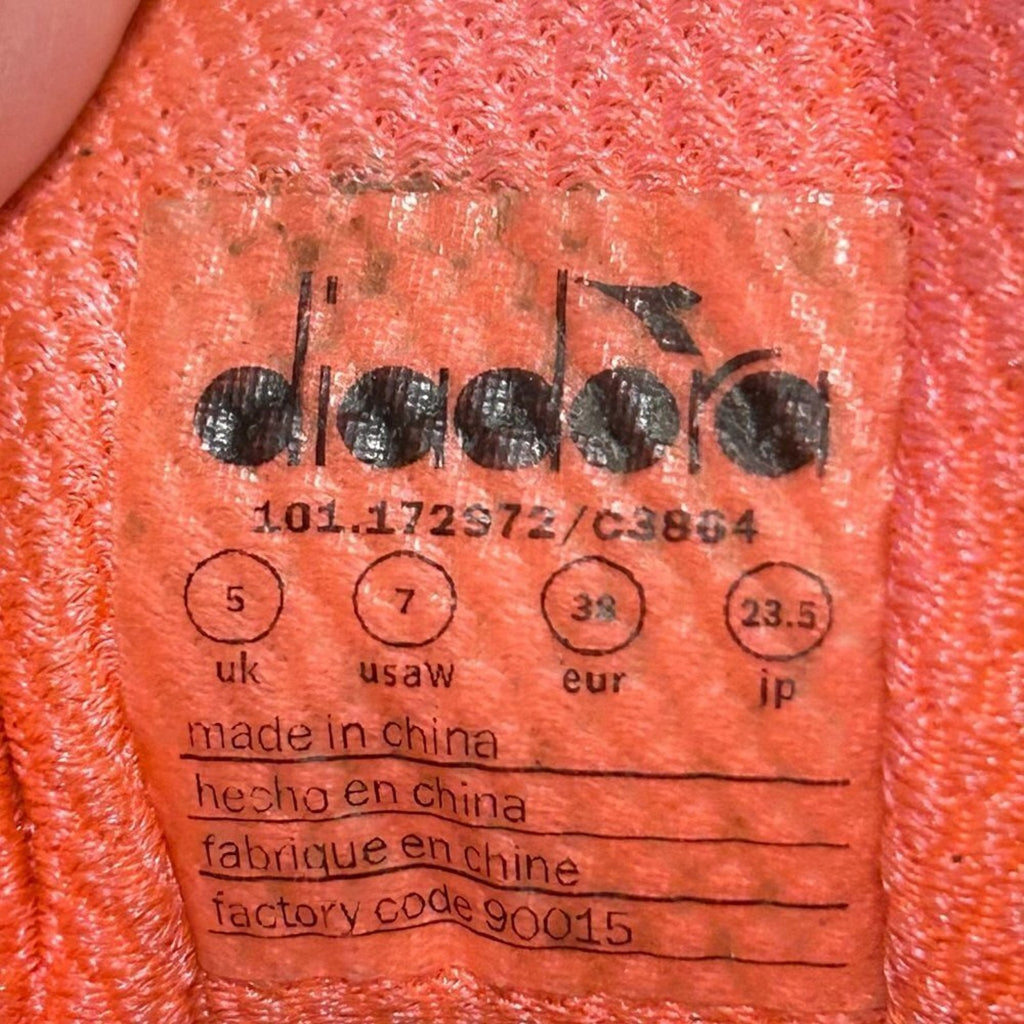 diadora
101.172972/C3864
5 7 38 23.5
uk usaw eur jp
made in china
hecho en china
fabrique en chine
factory code 90015